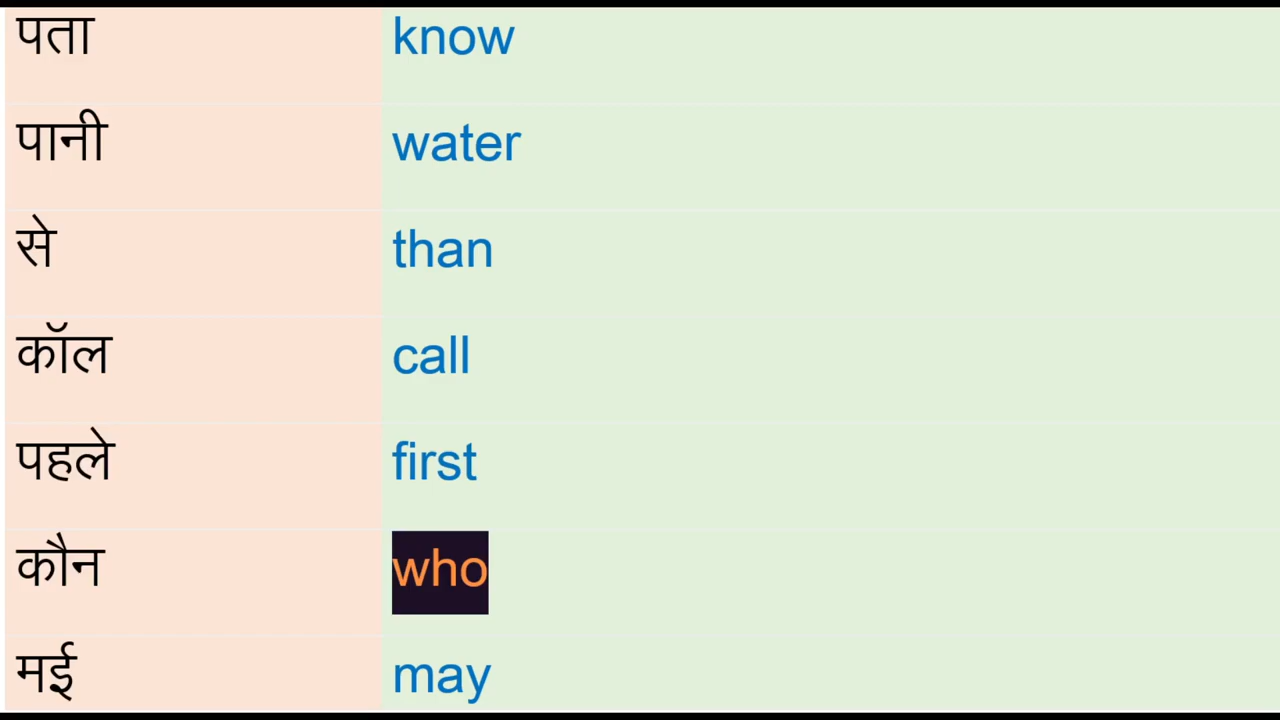 पता know
पानी water
से than
कॉल call
पहले first
कौन who
मई may